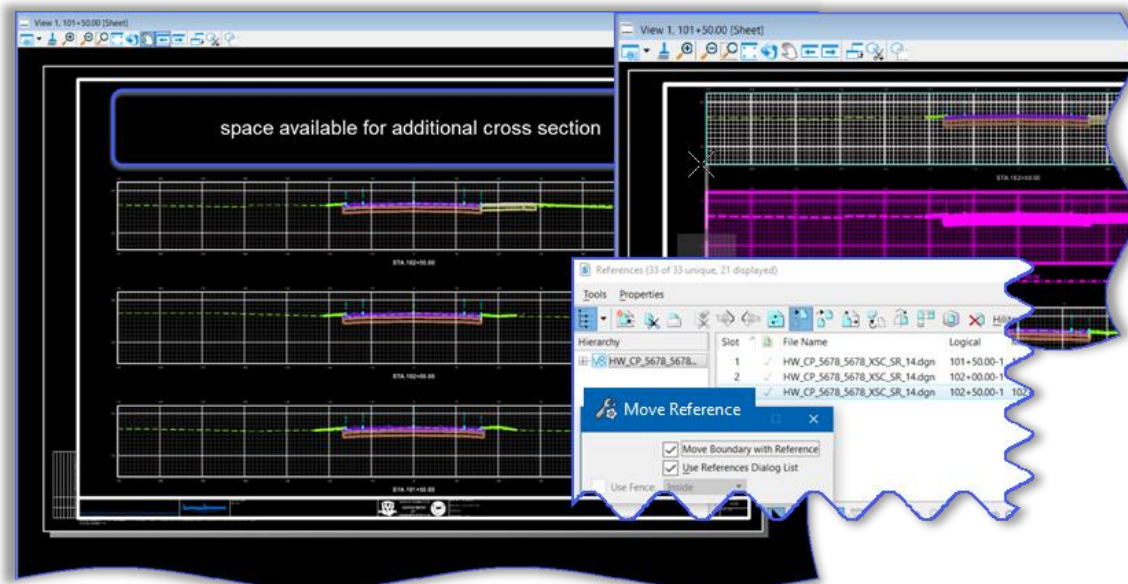 View 1, 101+50.00 [Sheet]
space available for additional cross section
STA.102+50.00
STA.102+00.00
STA.101+50.00
View 1, 101+50.00 [Sheet]
References (33 of 33 unique, 21 displayed)
Tools Properties
Hierarchy
HW_CP_5678_5678...
Slot File Name Logical
1 HW_CP_5678_5678_XSC_SR_14.dgn 101+50.00-1
2 HW_CP_5678_5678_XSC_SR_14.dgn 102+00.00-1
HW_CP_5678_5678_XSC_SR_14.dgn 102+50.00-1 102
Move Reference
Move Boundary with Reference
Use References Dialog List
Use Fence: Inside